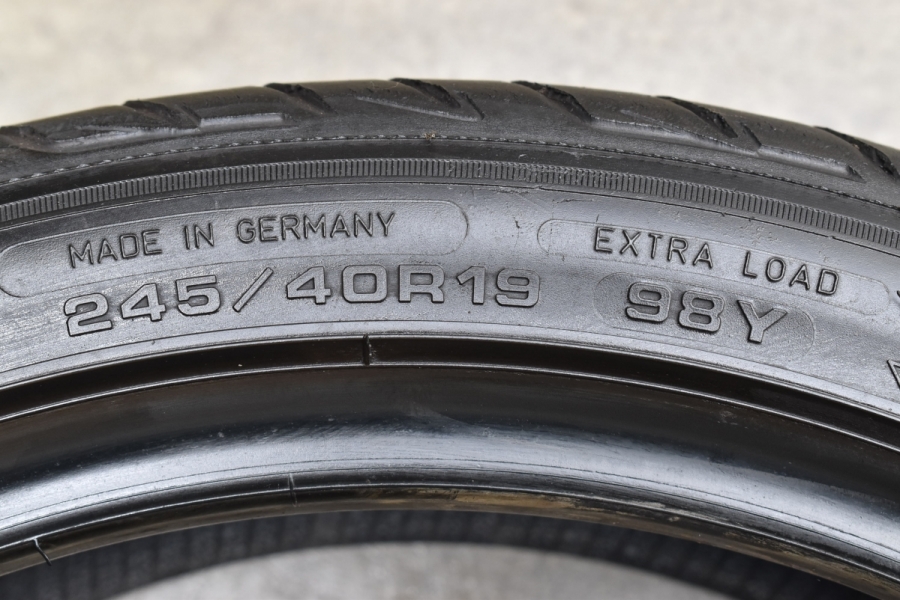 MADE IN GERMANY
EXTRA LOAD
245/40R19
98Y